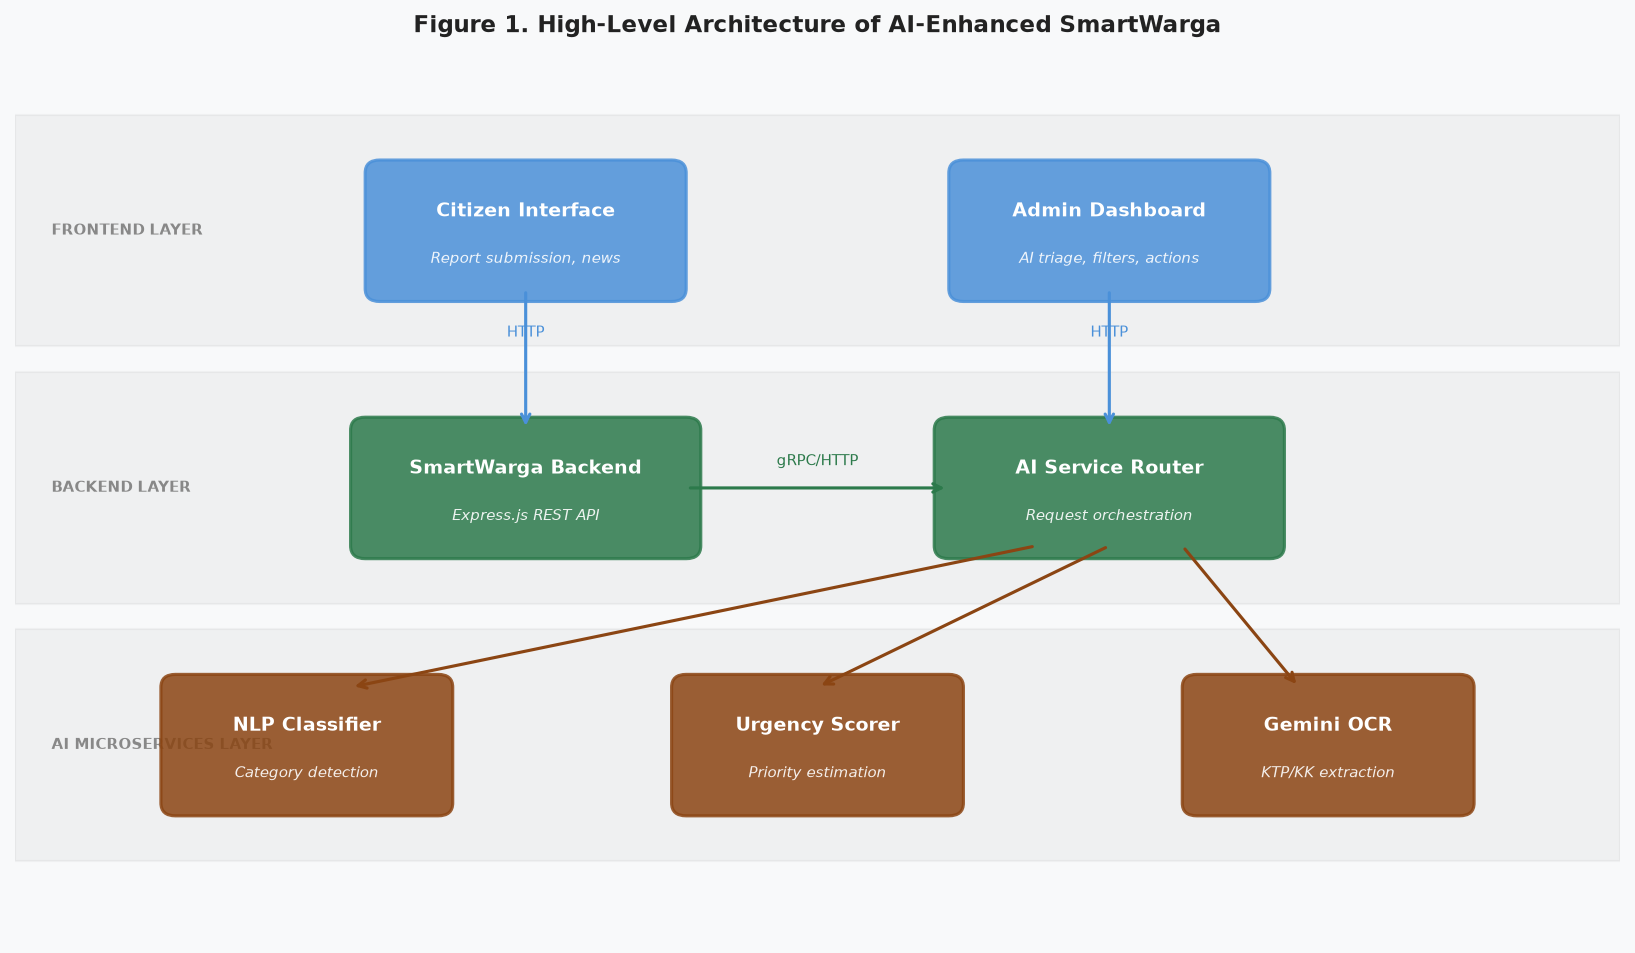 Figure 1. High-Level Architecture of AI-Enhanced SmartWarga
FRONTEND LAYER
Citizen Interface
Report submission, news
Admin Dashboard
AI triage, filters, actions
HTTP
HTTP
BACKEND LAYER
SmartWarga Backend
Express.js REST API
gRPC/HTTP
AI Service Router
Request orchestration
AI MICROSERVICES LAYER
NLP Classifier
Category detection
Urgency Scorer
Priority estimation
Gemini OCR
KTP/KK extraction